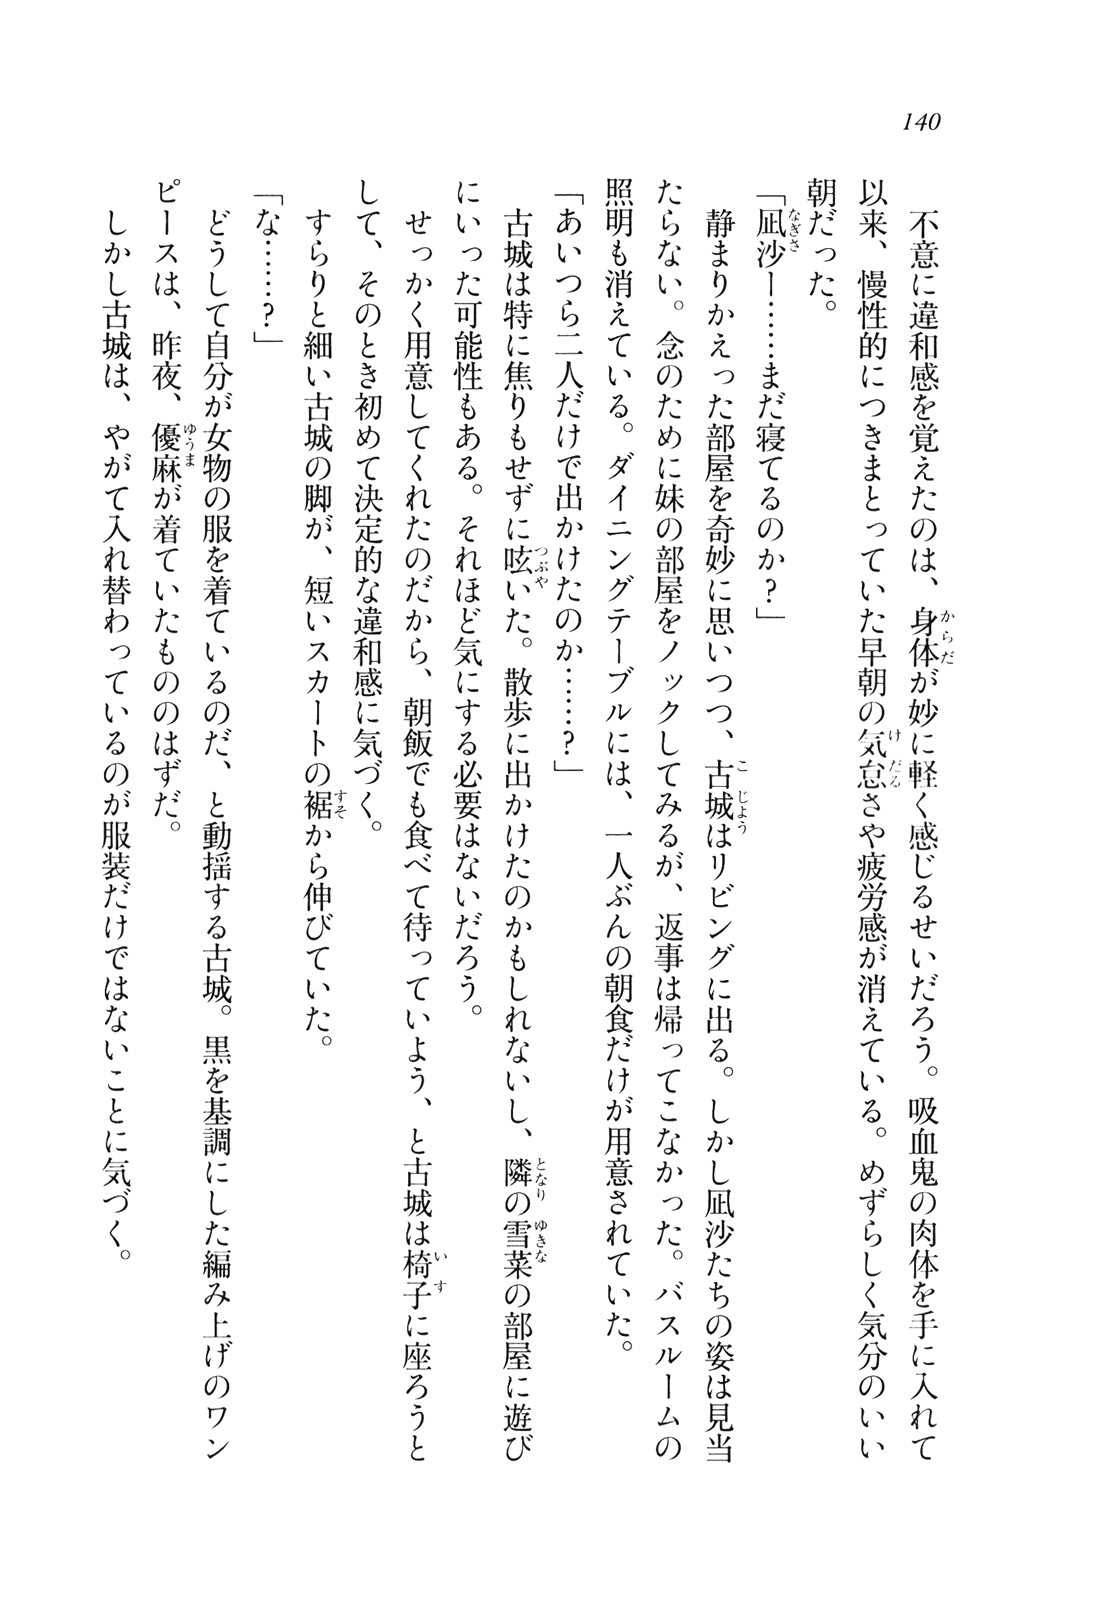 140
不意に違和感を覚えたのは、身体が妙に軽く感じるせいだろう。吸血鬼の肉体を手に入れて
以来、慢性的につきまとっていた早朝の気怠さや疲労感が消えている。めずらしく気分のいい
朝だった。
「凪沙ー……まだ寝てるのか?」
静まりかえった部屋を奇妙に思いつつ、古城はリビングに出る。しかし凪沙たちの姿は見当
たらない。念のために妹の部屋をノックしてみるが、返事は帰ってこなかった。バスルームの
照明も消えている。ダイニングテーブルには、一人ぶんの朝食だけが用意されていた。
「あいつら二人だけで出かけたのか……?」
古城は特に焦りもせずに呟いた。散歩に出かけたのかもしれないし、隣の雪菜の部屋に遊び
にいった可能性もある。それほど気にする必要はないだろう。
せっかく用意してくれたのだから、朝飯でも食べて待っていよう、と古城は椅子に座ろうと
して、そのとき初めて決定的な違和感に気づく。
すらりと細い古城の脚が、短いスカートの裾から伸びていた。
「な……?」
どうして自分が女物の服を着ているのだ、と動揺する古城。黒を基調にした編み上げのワン
ピースは、昨夜、優麻が着ていたもののはずだ。
しかし古城は、やがて入れ替わっているのが服装だけではないことに気づく。